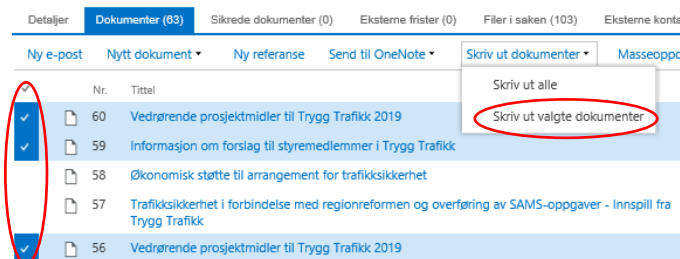 Detaljer Dokumenter (63) Sikrede dokumenter (0) Eksterne frister (0) Filer i saken (103) Eksterne konta
Ny e-post Nytt dokument Ny referanse Send til OneNote Skriv ut dokumenter Masseoppd
Skriv ut alle
Nr. Tittel
Skriv ut valgte dokumenter
60 Vedrørende prosjektmidler til Trygg Trafikk 2019
59 Informasjon om forslag til styremedlemmer i Trygg Trafikk
58 Økonomisk støtte til arrangement for trafikksikkerhet
57 Trafikksikkerhet i forbindelse med regionreformen og overføring av SAMS-oppgaver - Innspill fra
Trygg Trafikk
56 Vedrørende prosjektmidler til Trygg Trafikk 2019